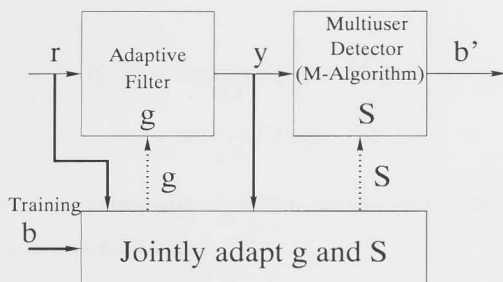 r
Adaptive
Filter
g
y
Multiuser
Detector
(M-Algorithm)
S
b’
g
S
Training
b
Jointly adapt g and S